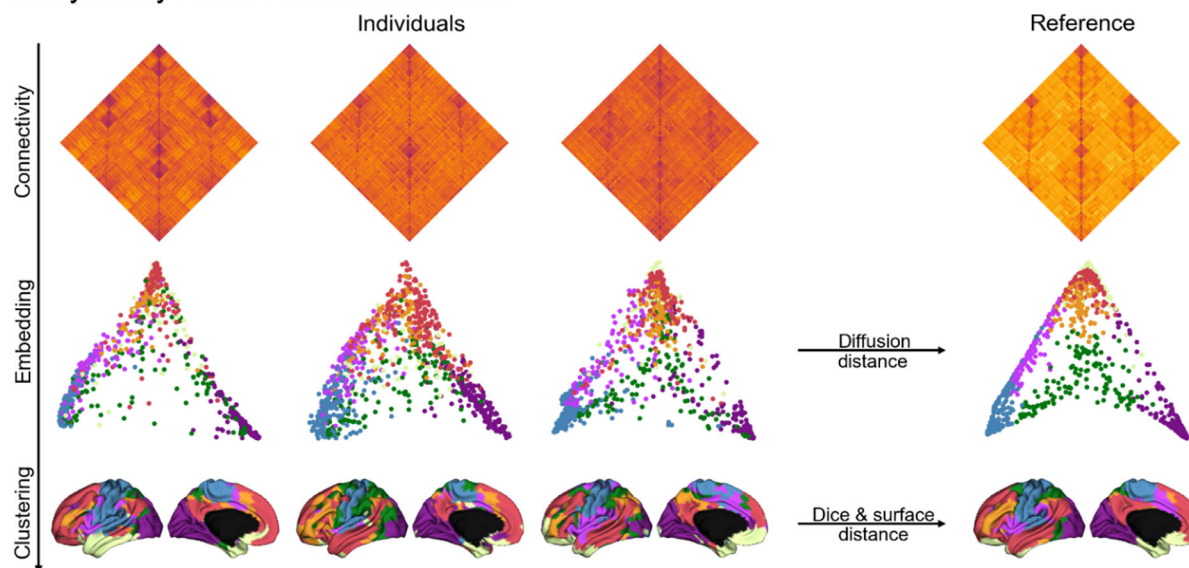 Individuals
Reference
Connectivity
Embedding
Diffusion
distance
Clustering
Dice & surface
distance